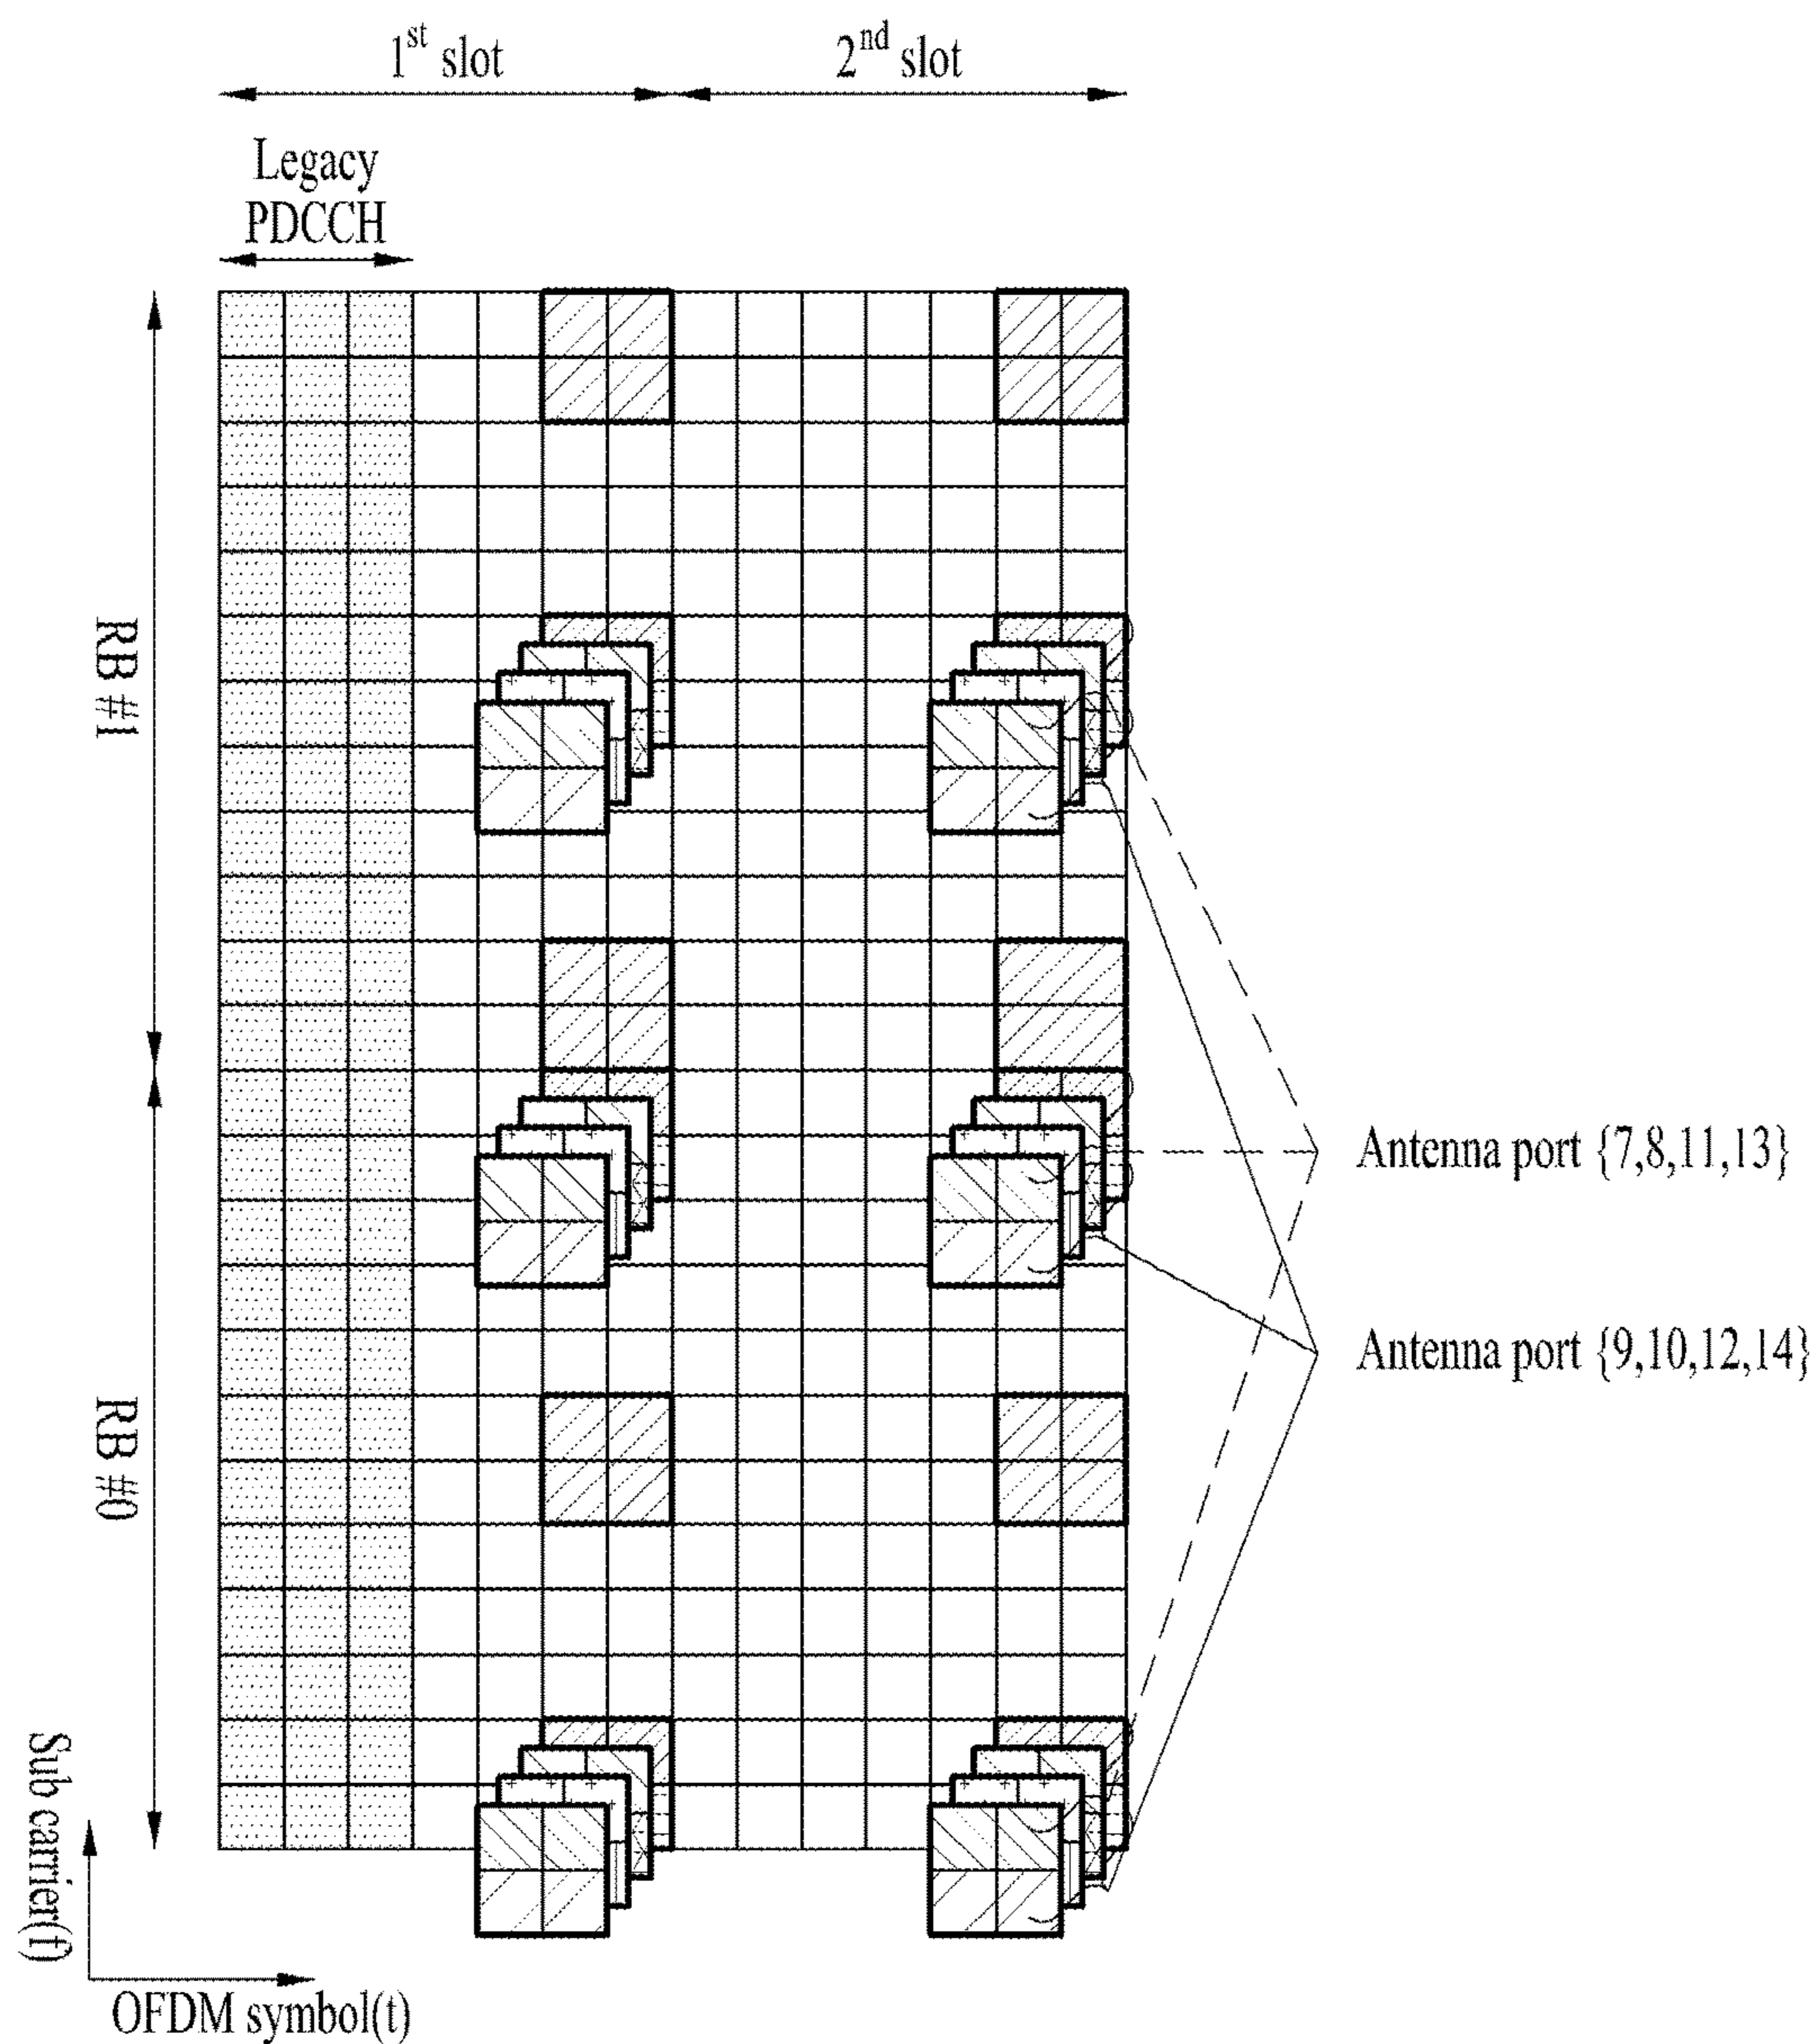 1st slot
2nd slot
Legacy
PDCCH
RB #1
RB #0
Antenna port {7,8,11,13}
Antenna port {9,10,12,14}
Sub carrier(f)
OFDM symbol(t)